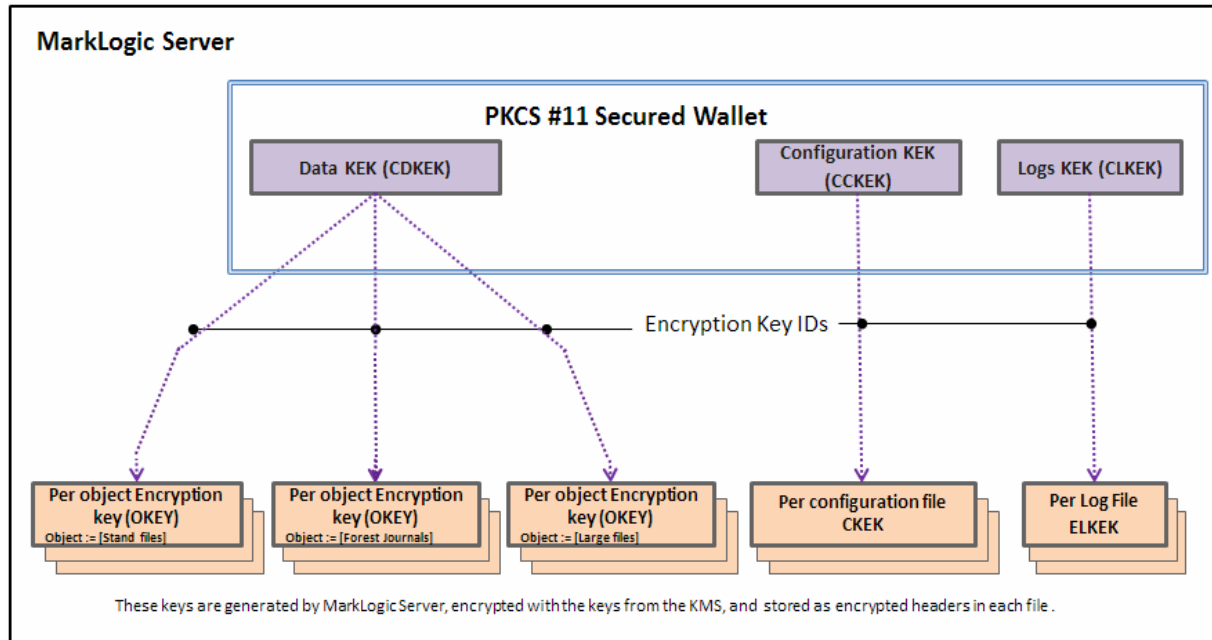 MarkLogic Server
PKCS #11 Secured Wallet
Data KEK (CDKEK)
Configuration KEK
(CCKEK)
Logs KEK (CLKEK)
Encryption Key IDs
Per object Encryption
key (OKEY)
Object := [Stand files]
Per object Encryption
key (OKEY)
Object := [Forest Journals]
Per object Encryption
key (OKEY)
Object := [Large files]
Per configuration file
CKEK
Per Log File
ELKEK
These keys are generated by MarkLogic Server, encrypted with the keys from the KMS, and stored as encrypted headers in each file .